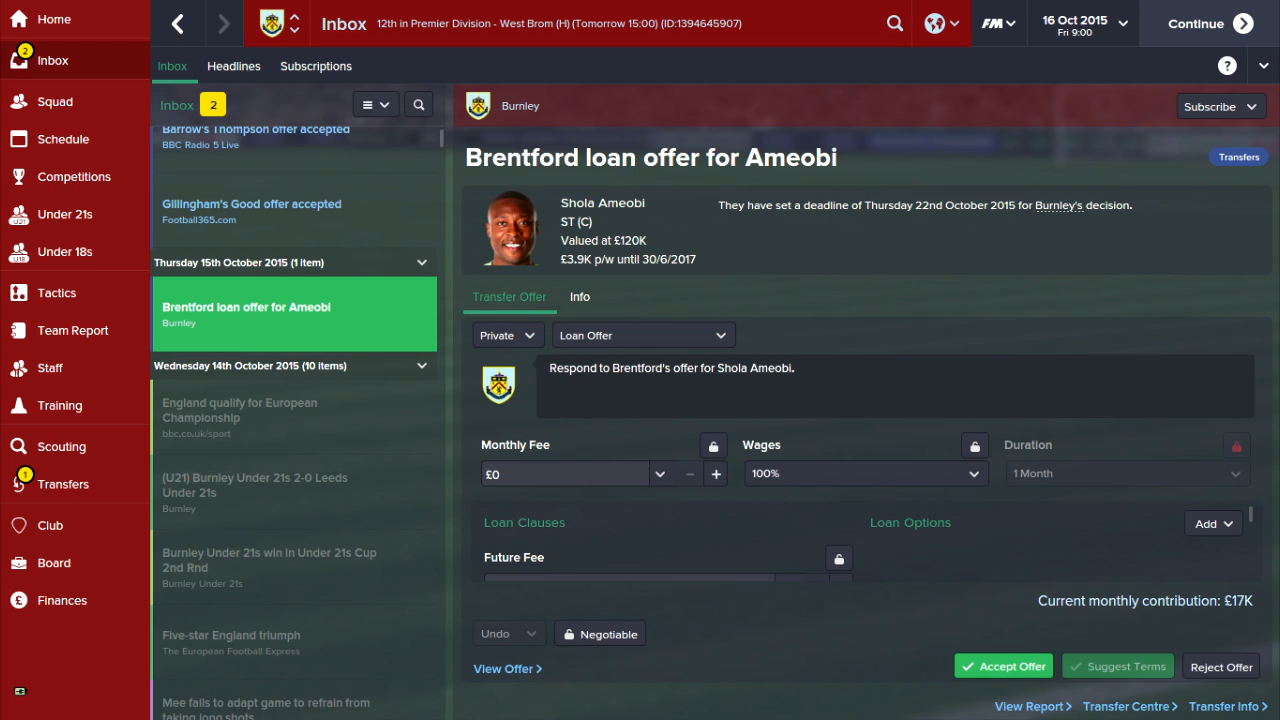 Home
2
Inbox
Squad
Schedule
Competitions
U21
Under 21s
U18
Under 18s
Tactics
Team Report
Staff
Training
Scouting
1
Transfers
Club
Board
Finances
Inbox 12th in Premier Division - West Brom (H) (Tomorrow 15:00) (ID:1394645907)
FM
16 Oct 2015
Fri 9:00
Continue
Inbox Headlines Subscriptions
?
Inbox 2
Barrow's Thompson offer accepted
BBC Radio 5 Live
Gillingham's Good offer accepted
Football365.com
Thursday 15th October 2015 (1 item)
Brentford loan offer for Ameobi
Burnley
Wednesday 14th October 2015 (10 items)
England qualify for European
Championship
bbc.co.uk/sport
(U21) Burnley Under 21s 2-0 Leeds
Under 21s
Burnley
Burnley Under 21s win in Under 21s Cup
2nd Rnd
Burnley Under 21s
Five-star England triumph
The European Football Express
Mee fails to adapt game to refrain from
taking long shots
Burnley
Subscribe
Brentford loan offer for Ameobi
Transfers
Shola Ameobi
ST (C)
Valued at £120K
£3.9K p/w until 30/6/2017
They have set a deadline of Thursday 22nd October 2015 for Burnley's decision.
Transfer Offer Info
Private Loan Offer
Respond to Brentford's offer for Shola Ameobi.
Monthly Fee Wages Duration
£0 - + 100% 1 Month
Loan Clauses Loan Options Add
Future Fee
Current monthly contribution: £17K
Undo Negotiable
View Offer >
Accept Offer Suggest Terms Reject Offer
View Report > Transfer Centre > Transfer Info >